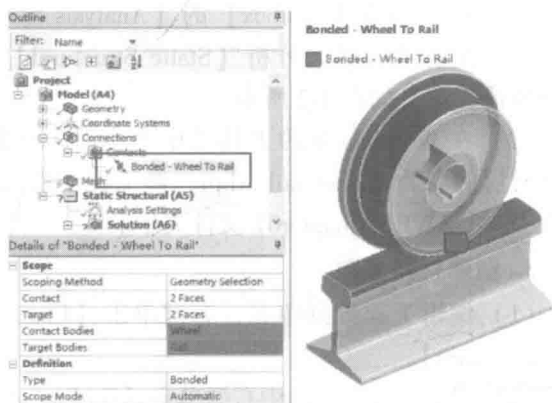 Outline
Filter: Name
Project
Model (A4)
Geometry
Coordinate Systems
Connections
Contacts
Bonded - Wheel To Rail
Mesh
Static Structural (A5)
Analysis Settings
Solution (A6)
Details of "Bonded - Wheel To Rail"
Scope
Scoping Method Geometry Selection
Contact 2 Faces
Target 2 Faces
Contact Bodies Wheel
Target Bodies Rail
Definition
Type Bonded
Scope Mode Automatic
Bonded - Wheel To Rail
Bonded - Wheel To Rail